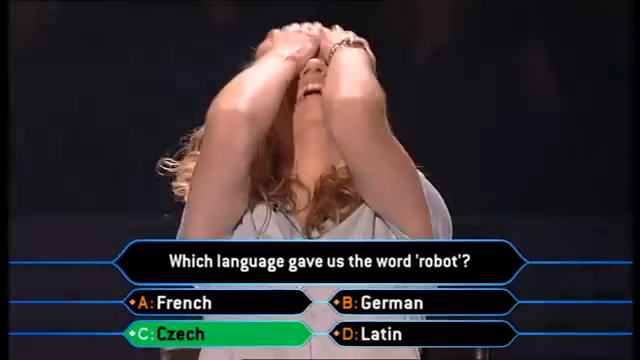 Which language gave us the word 'robot'?
A: French
B: German
C: Czech
D: Latin